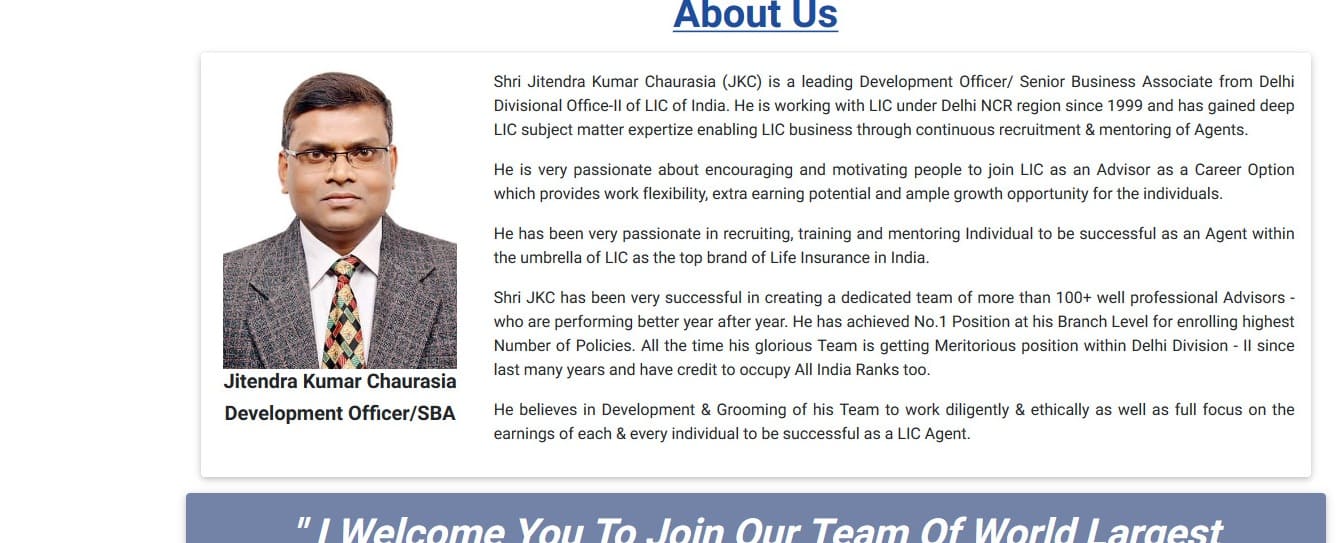 About Us
Shri Jitendra Kumar Chaurasia (JKC) is a leading Development Officer/ Senior Business Associate from Delhi
Divisional Office-II of LIC of India. He is working with LIC under Delhi NCR region since 1999 and has gained deep
LIC subject matter expertize enabling LIC business through continuous recruitment & mentoring of Agents.
He is very passionate about encouraging and motivating people to join LIC as an Advisor as a Career Option
which provides work flexibility, extra earning potential and ample growth opportunity for the individuals.
He has been very passionate in recruiting, training and mentoring Individual to be successful as an Agent within
the umbrella of LIC as the top brand of Life Insurance in India.
Shri JKC has been very successful in creating a dedicated team of more than 100+ well professional Advisors -
who are performing better year after year. He has achieved No.1 Position at his Branch Level for enrolling highest
Number of Policies. All the time his glorious Team is getting Meritorious position within Delhi Division - II since
last many years and have credit to occupy All India Ranks too.
He believes in Development & Grooming of his Team to work diligently & ethically as well as full focus on the
earnings of each & every individual to be successful as a LIC Agent.
Jitendra Kumar Chaurasia
Development Officer/SBA
" I Welcome You To Join Our Team Of World Largest